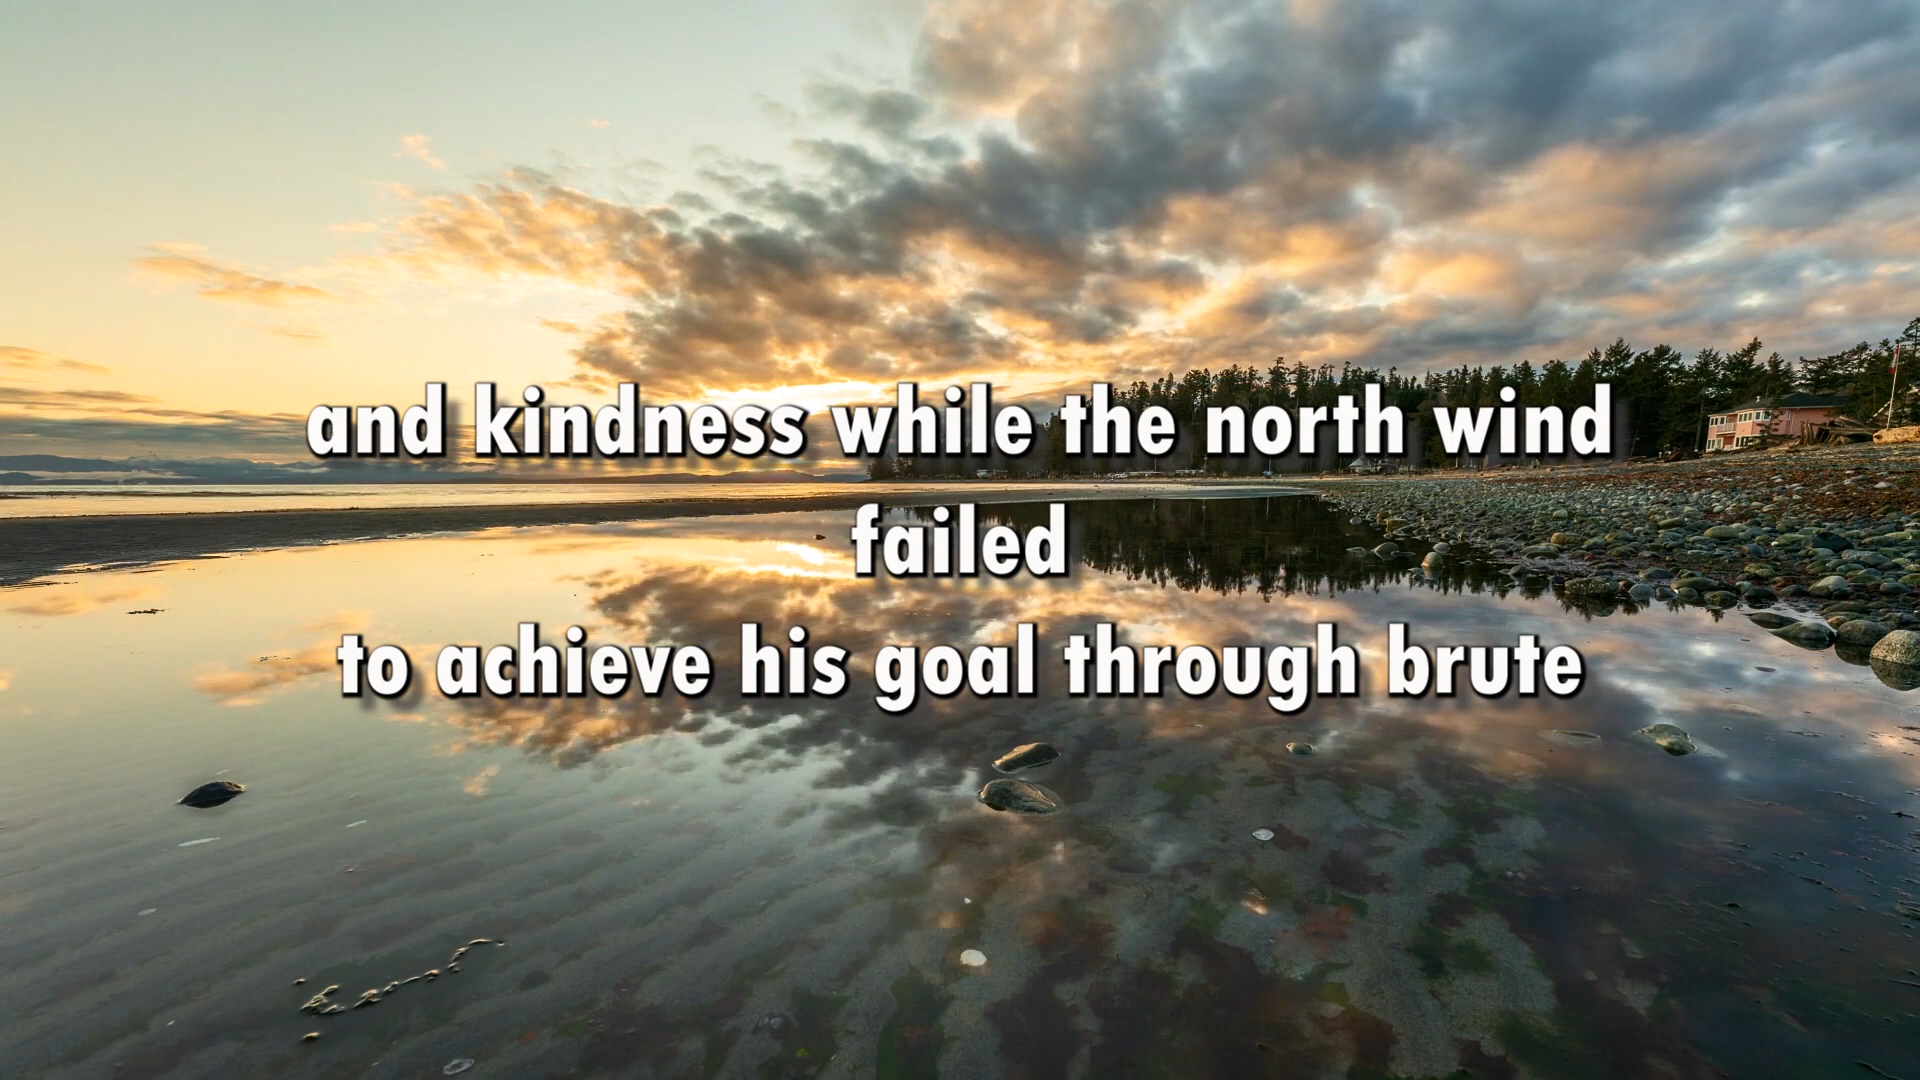 and kindness while the north wind
failed
to achieve his goal through brute